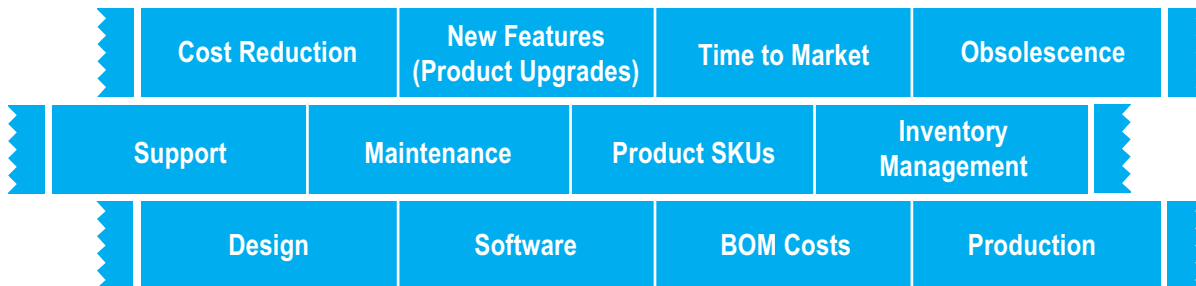 Cost Reduction
New Features
(Product Upgrades)
Time to Market
Obsolescence
Support
Maintenance
Product SKUs
Inventory
Management
Design
Software
BOM Costs
Production